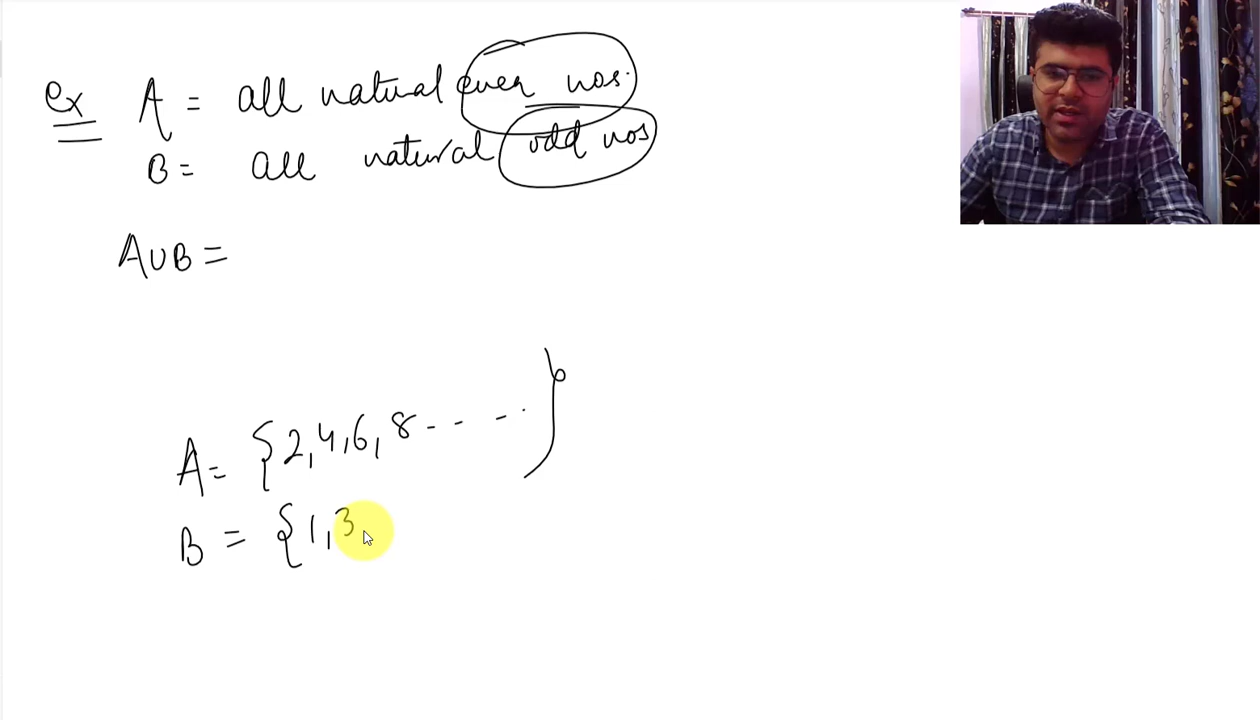 ex A = all natural even nos.
B = all natural odd nos
A∪B =
A = {2,4,6,8-- -- }
B = {1,3,